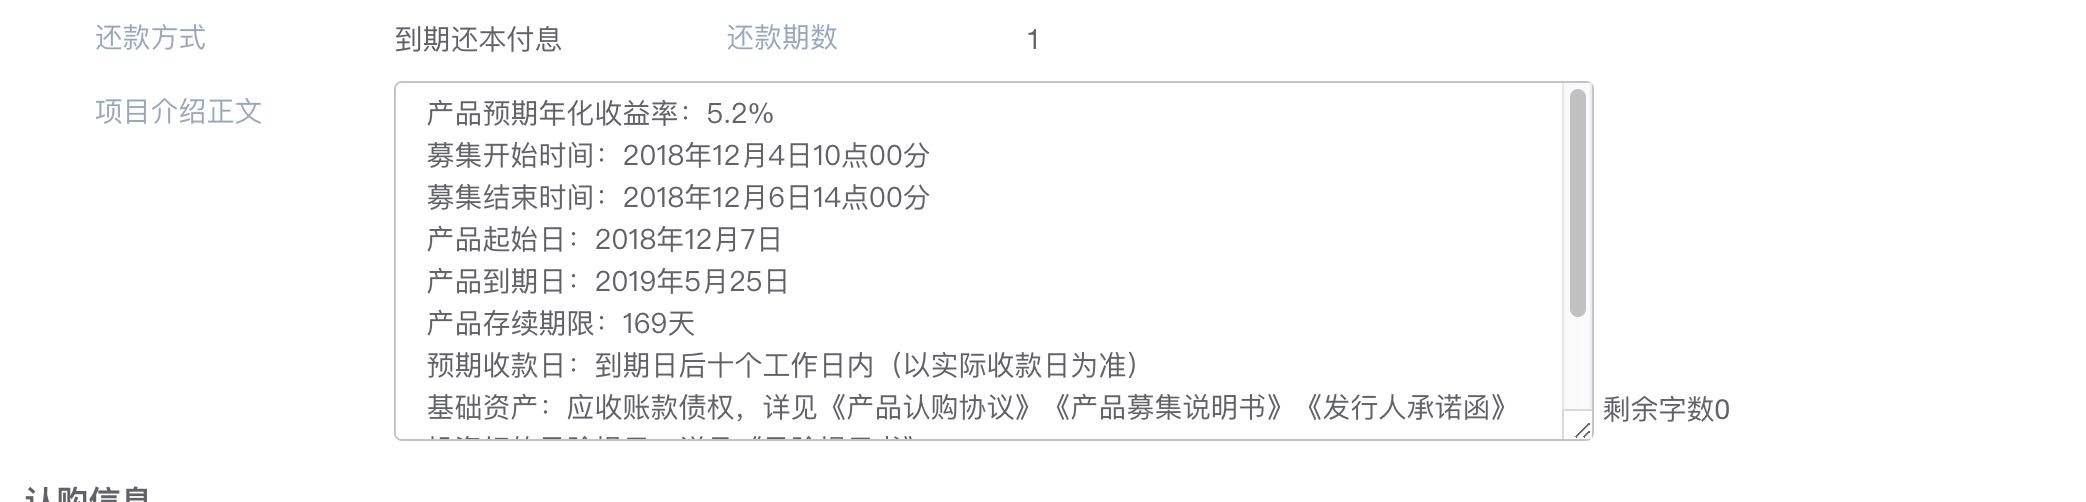 还款方式 到期还本付息 还款期数 1
项目介绍正文
产品预期年化收益率：5.2%
募集开始时间：2018年12月4日10点00分
募集结束时间：2018年12月6日14点00分
产品起始日：2018年12月7日
产品到期日：2019年5月25日
产品存续期限：169天
预期收款日：到期日后十个工作日内（以实际收款日为准）
基础资产：应收账款债权，详见《产品认购协议》《产品募集说明书》《发行人承诺函》
剩余字数0
认购信息